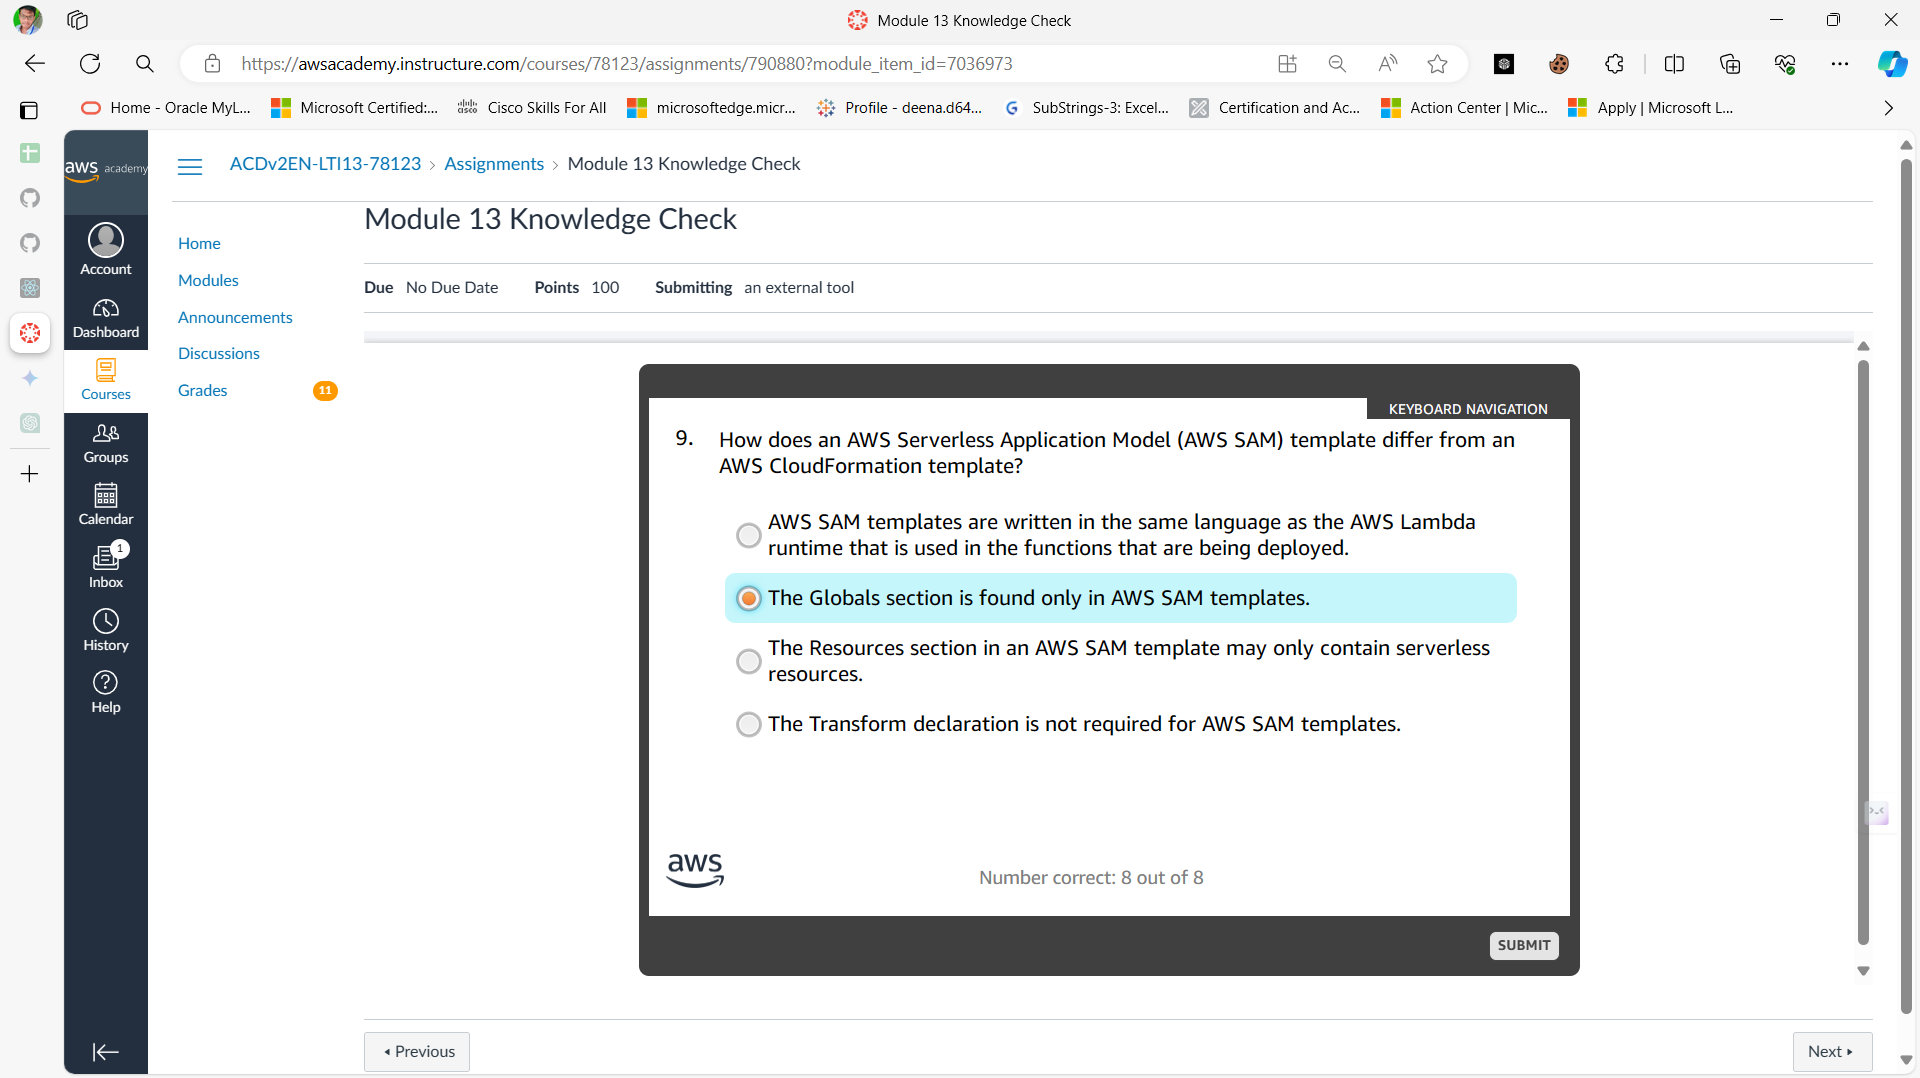 Module 13 Knowledge Check
https://awsacademy.instructure.com/courses/78123/assignments/790880?module_item_id=7036973
Home - Oracle MyL...
Microsoft Certified:...
Cisco Skills For All
microsoftedge.micr...
Profile - deena.d64...
SubStrings-3: Excel...
Certification and Ac...
Action Center | Mic...
Apply | Microsoft L...
aws academy
ACDv2EN-LTI13-78123 › Assignments › Module 13 Knowledge Check
Account
Dashboard
Courses
Groups
Calendar
1
Inbox
History
Help
Home
Modules
Announcements
Discussions
Grades 11
Module 13 Knowledge Check
Due No Due Date Points 100 Submitting an external tool
KEYBOARD NAVIGATION
9. How does an AWS Serverless Application Model (AWS SAM) template differ from an
AWS CloudFormation template?
AWS SAM templates are written in the same language as the AWS Lambda
runtime that is used in the functions that are being deployed.
The Globals section is found only in AWS SAM templates.
The Resources section in an AWS SAM template may only contain serverless
resources.
The Transform declaration is not required for AWS SAM templates.
aws
Number correct: 8 out of 8
SUBMIT
Previous
Next